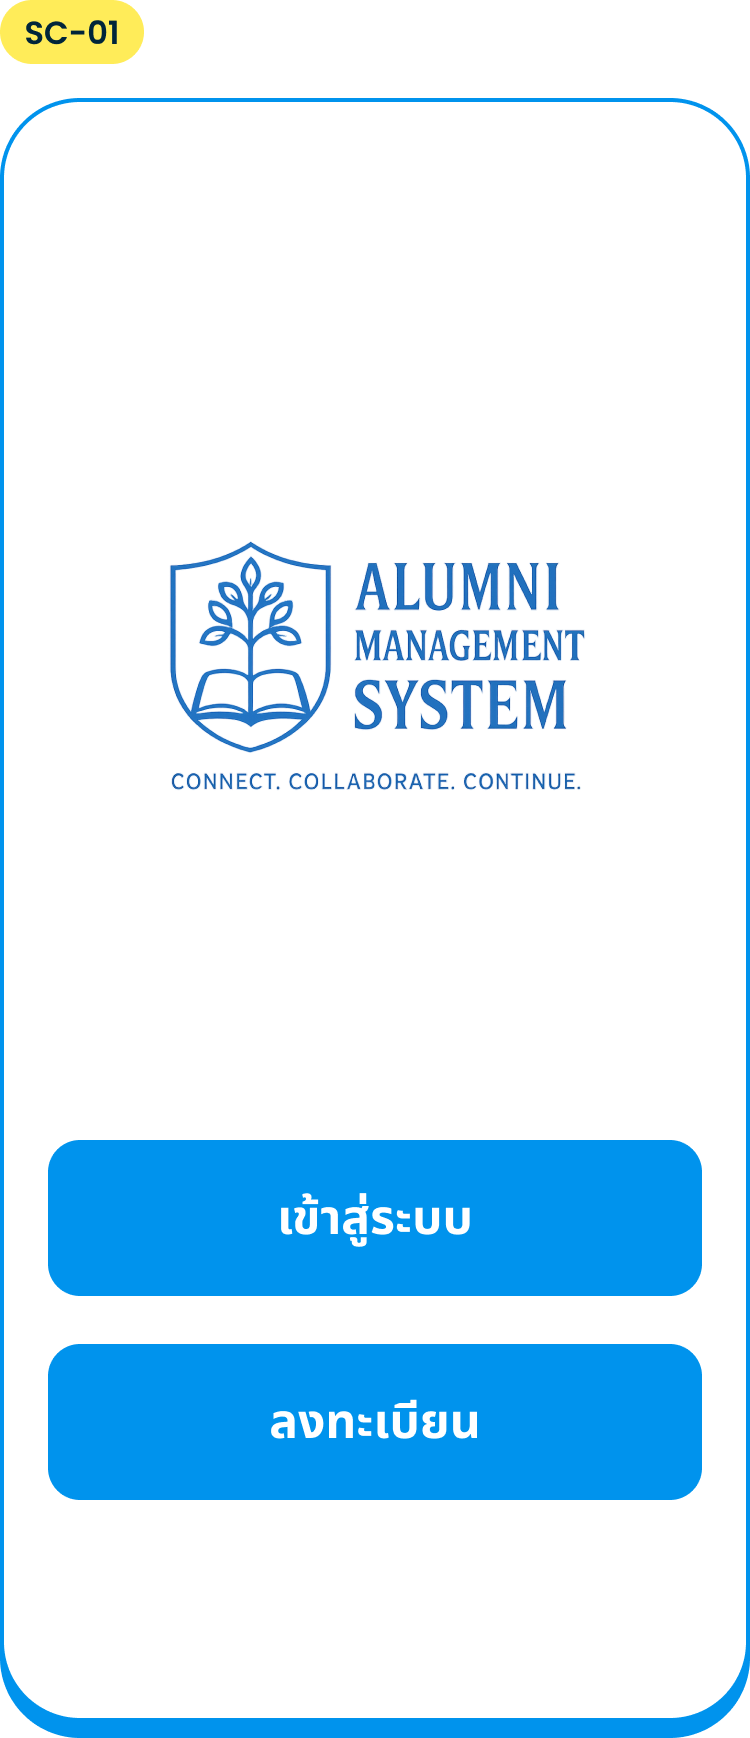 SC-01
ALUMNI
MANAGEMENT
SYSTEM
CONNECT. COLLABORATE. CONTINUE.
เข้าสู่ระบบ
ลงทะเบียน